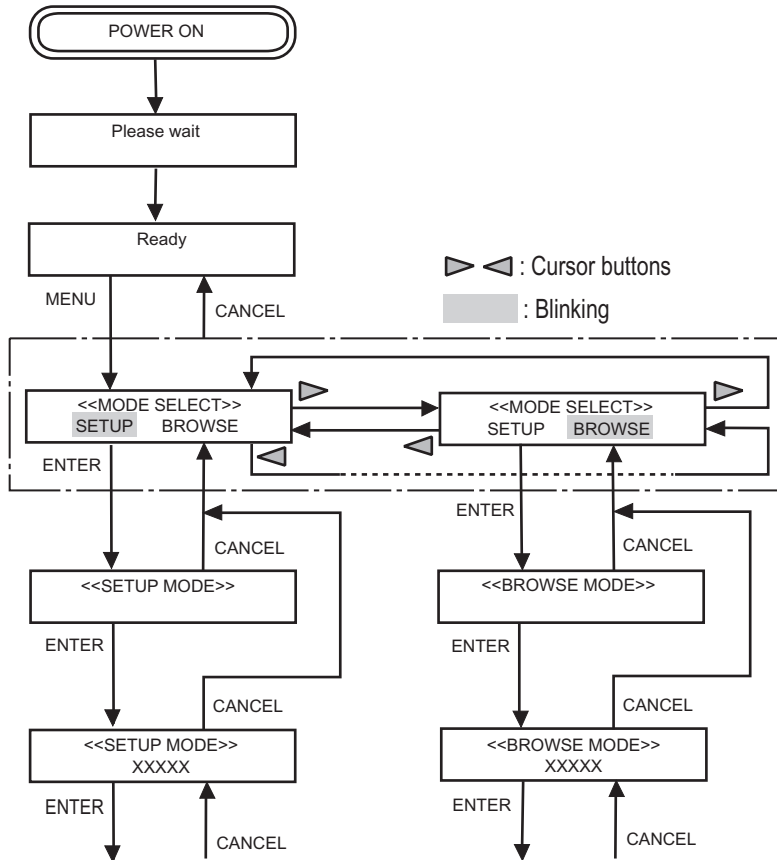 POWER ON
Please wait
Ready
: Cursor buttons
MENU
CANCEL
: Blinking
<<MODE SELECT>>
SETUP BROWSE
<<MODE SELECT>>
SETUP BROWSE
ENTER
ENTER
CANCEL
CANCEL
<<SETUP MODE>>
<<BROWSE MODE>>
ENTER
ENTER
CANCEL
CANCEL
<<SETUP MODE>>
XXXXX
<<BROWSE MODE>>
XXXXX
ENTER
ENTER
CANCEL
CANCEL